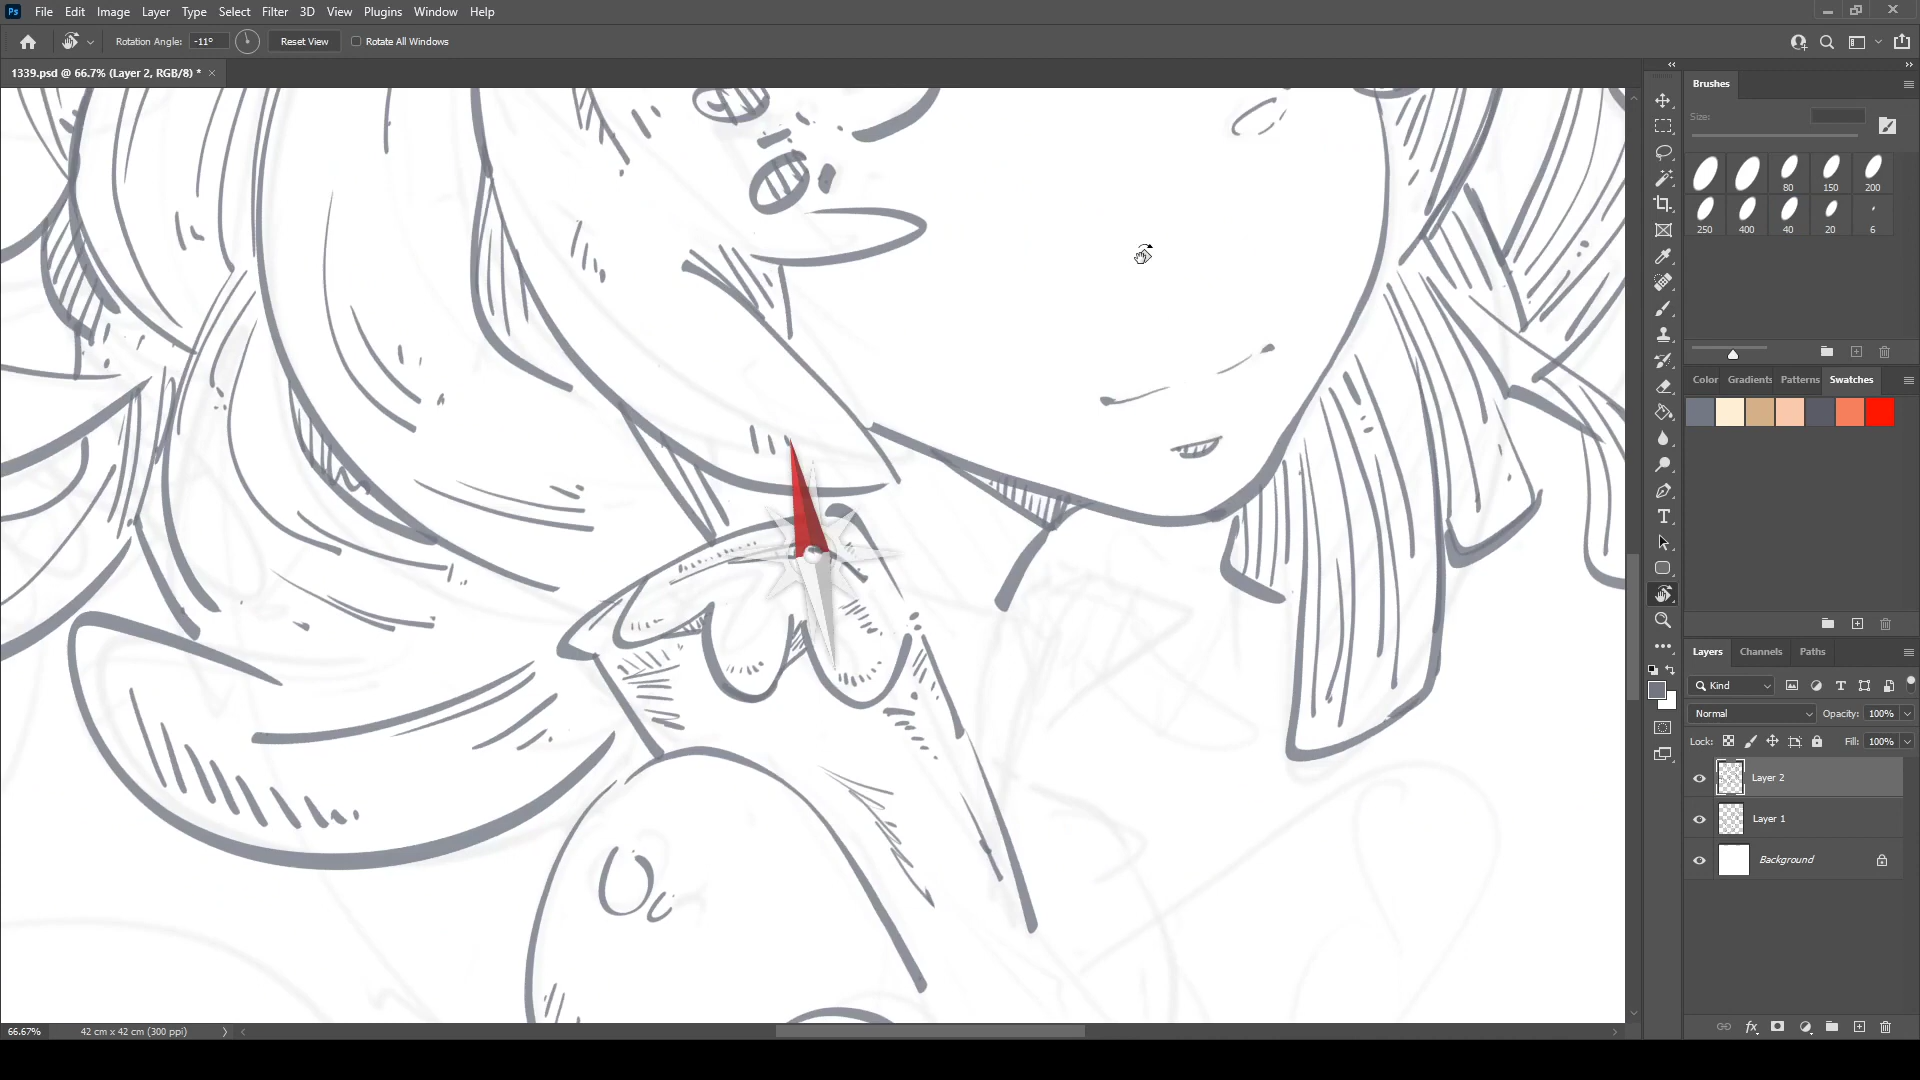 Ps File Edit Image Layer Type Select Filter 3D View Plugins Window Help
Rotation Angle: -11° Reset View Rotate All Windows
1339.psd @ 66.7% (Layer 2, RGB/8) * ×
Brushes
Size:
80 150 200
250 400 40 20 6
Color Gradients Patterns Swatches
Layers Channels Paths
Kind
Normal Opacity: 100%
Lock: Fill: 100%
Layer 2
Layer 1
Background
66.67% 42 cm x 42 cm (300 ppi)